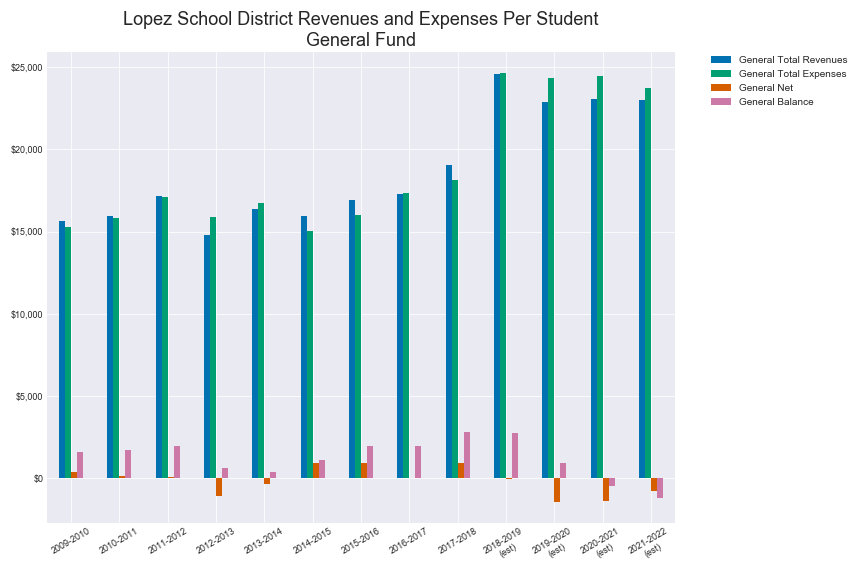 Lopez School District Revenues and Expenses Per Student
General Fund
General Total Revenues
General Total Expenses
General Net
General Balance
$25,000
$20,000
$15,000
$10,000
$5,000
$0
2009-2010
2010-2011
2011-2012
2012-2013
2013-2014
2014-2015
2015-2016
2016-2017
2017-2018
2018-2019
(est)
2019-2020
(est)
2020-2021
(est)
2021-2022
(est)